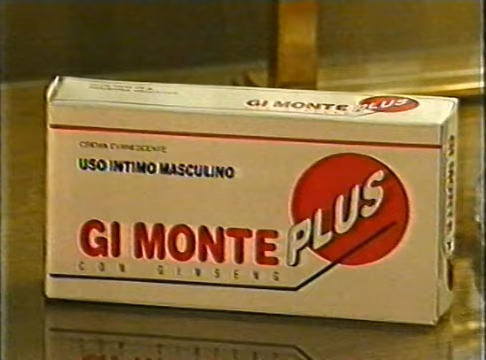 GI MONTE PLUS
CREMA EVANESCENTE
USO INTIMO MASCULINO
GI MONTE PLUS
CON GINSENG